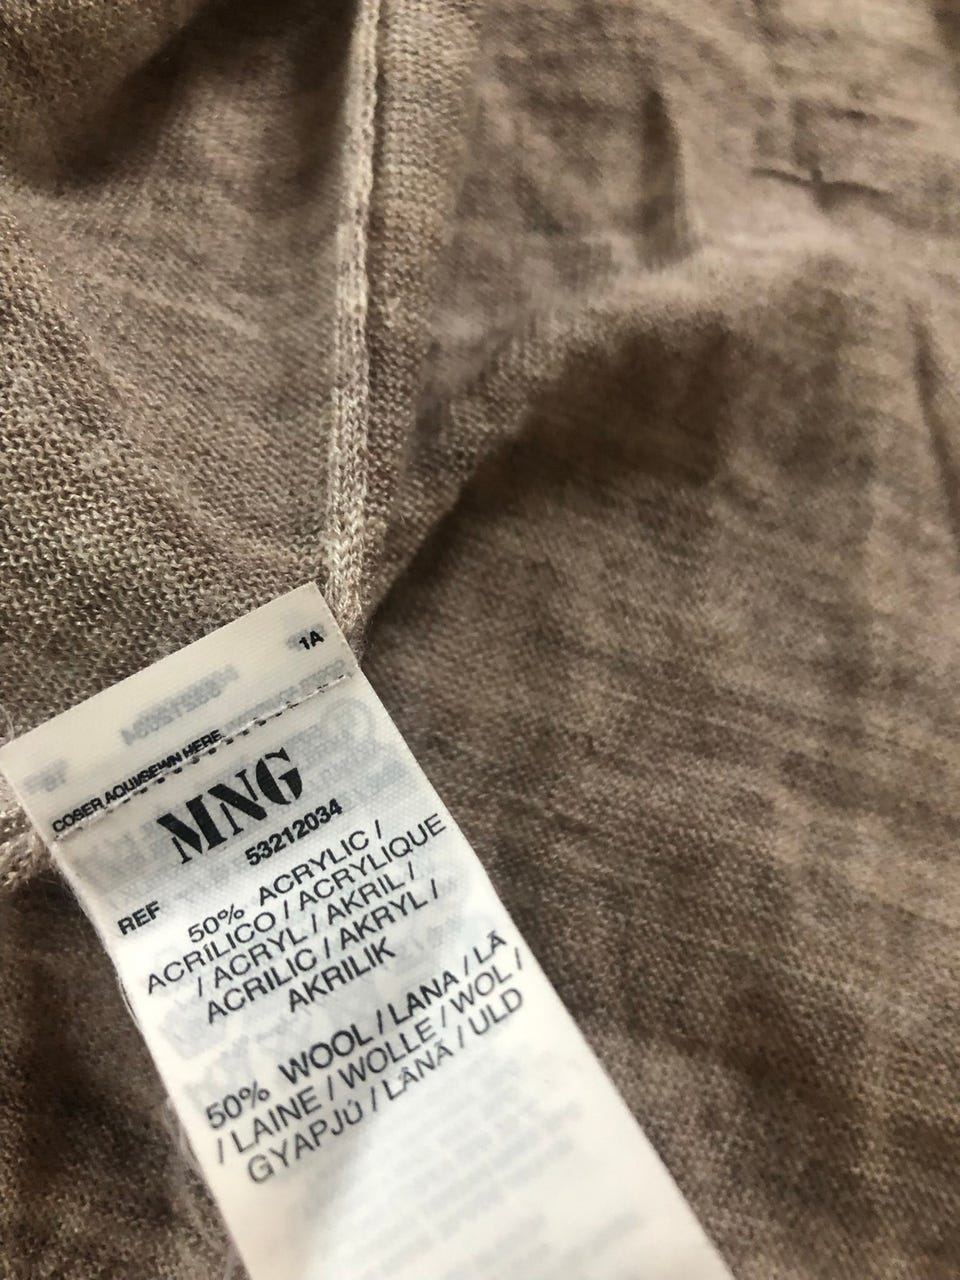 1A
COSER AQUI/SEWN HERE
MNG
REF 53212034
50% ACRYLIC /
ACRÍLICO / ACRYLIQUE
/ ACRYL / AKRIL /
ACRILIC / AKRYL /
AKRILIK
50% WOOL / LANA / LÃ
/ LAINE / WOLLE / WOL /
GYAPJÚ / LÂNĂ / ULD